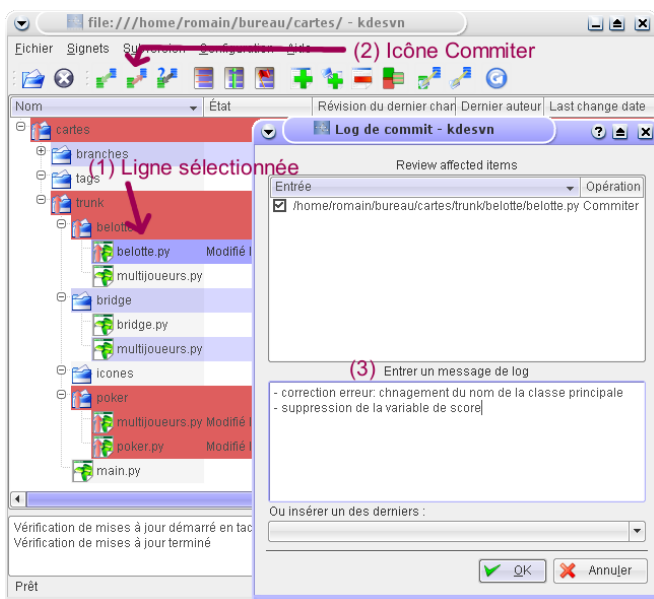 file:///home/romain/bureau/cartes/ - kdesvn
Fichier Signets Subversion Configuration Aide
(2) Icône Commiter
Nom État Révision du dernier chan Dernier auteur Last change date
cartes
branches
tags
(1) Ligne sélectionnée
trunk
belotte
belotte.py Modifié l
multijoueurs.py
bridge
bridge.py
multijoueurs.py
icones
poker
multijoueurs.py Modifié l
poker.py Modifié l
main.py
Vérification de mises à jour démarré en tac
Vérification de mises à jour terminé
Prêt
Log de commit - kdesvn
Review affected items
Entrée Opération
/home/romain/bureau/cartes/trunk/belotte/belotte.py Commiter
(3) Entrer un message de log
- correction erreur: chnagement du nom de la classe principale
- suppression de la variable de score
Ou insérer un des derniers :
OK Annuler